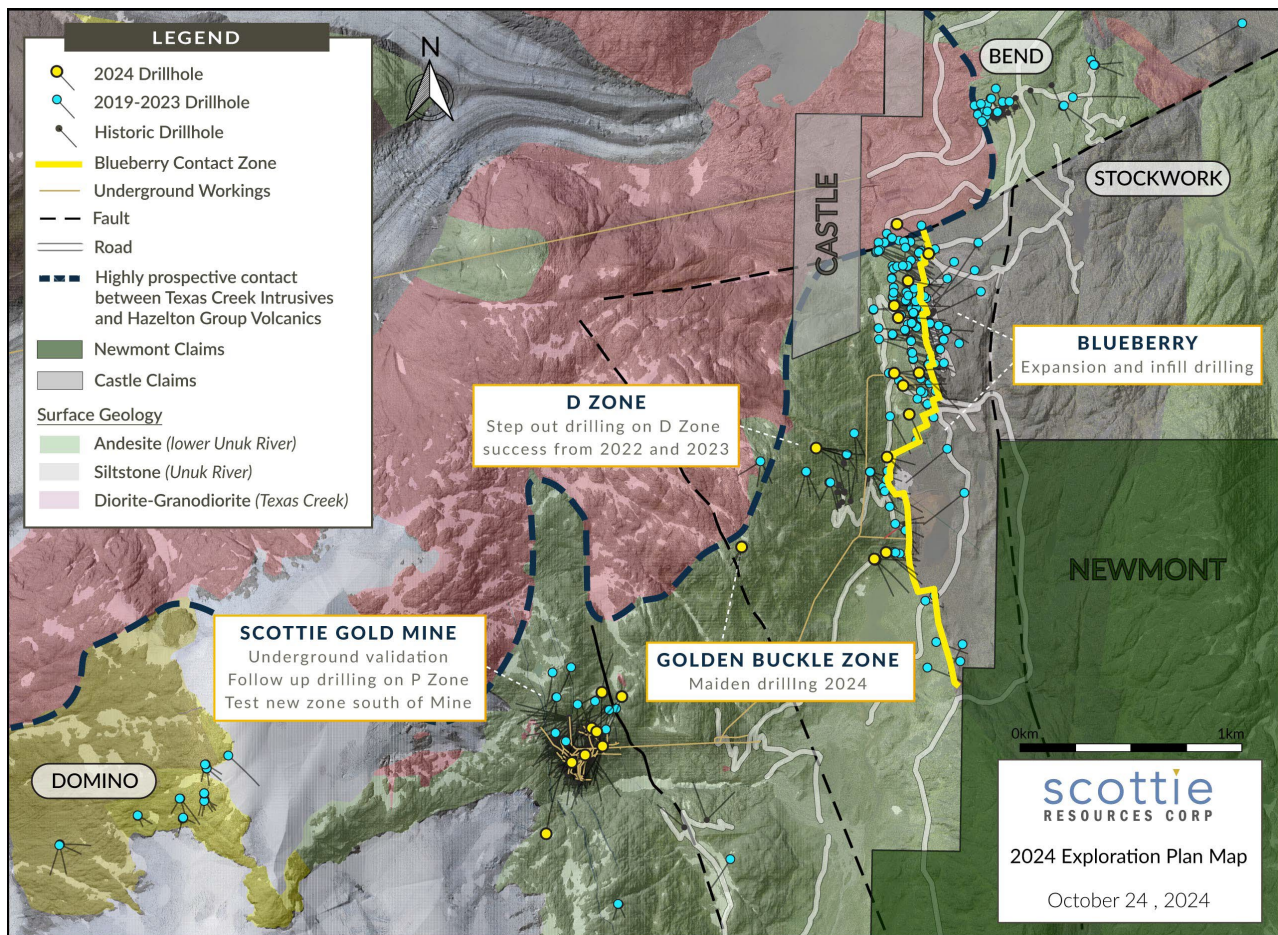 LEGEND
2024 Drillhole
2019-2023 Drillhole
Historic Drillhole
Blueberry Contact Zone
Underground Workings
Fault
Road
Highly prospective contact
between Texas Creek Intrusives
and Hazelton Group Volcanics
Newmont Claims
Castle Claims
Surface Geology
Andesite (lower Unuk River)
Siltstone (Unuk River)
Diorite-Granodiorite (Texas Creek)
N
BEND
STOCKWORK
CASTLE
BLUEBERRY
Expansion and infill drilling
D ZONE
Step out drilling on D Zone
success from 2022 and 2023
NEWMONT
SCOTTIE GOLD MINE
Underground validation
Follow up drilling on P Zone
Test new zone south of Mine
GOLDEN BUCKLE ZONE
Maiden drillIng 2024
DOMINO
0km 1km
scottie
RESOURCES CORP
2024 Exploration Plan Map
October 24 , 2024